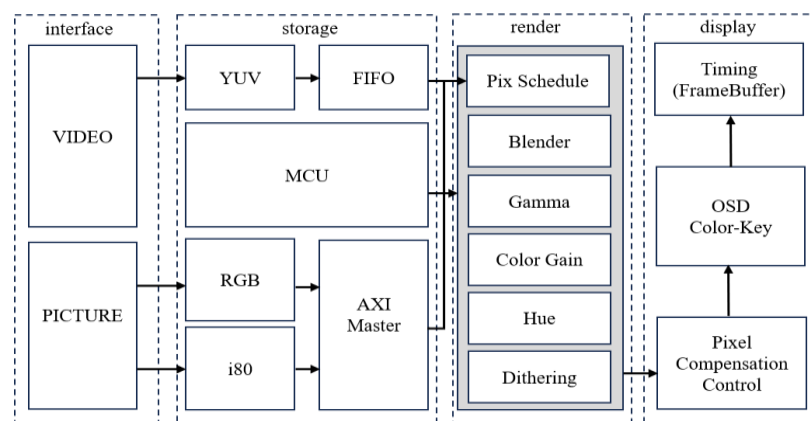 interface
VIDEO
PICTURE
storage
YUV
FIFO
MCU
RGB
i80
AXI
Master
render
Pix Schedule
Blender
Gamma
Color Gain
Hue
Dithering
display
Timing
(FrameBuffer)
OSD
Color-Key
Pixel
Compensation
Control